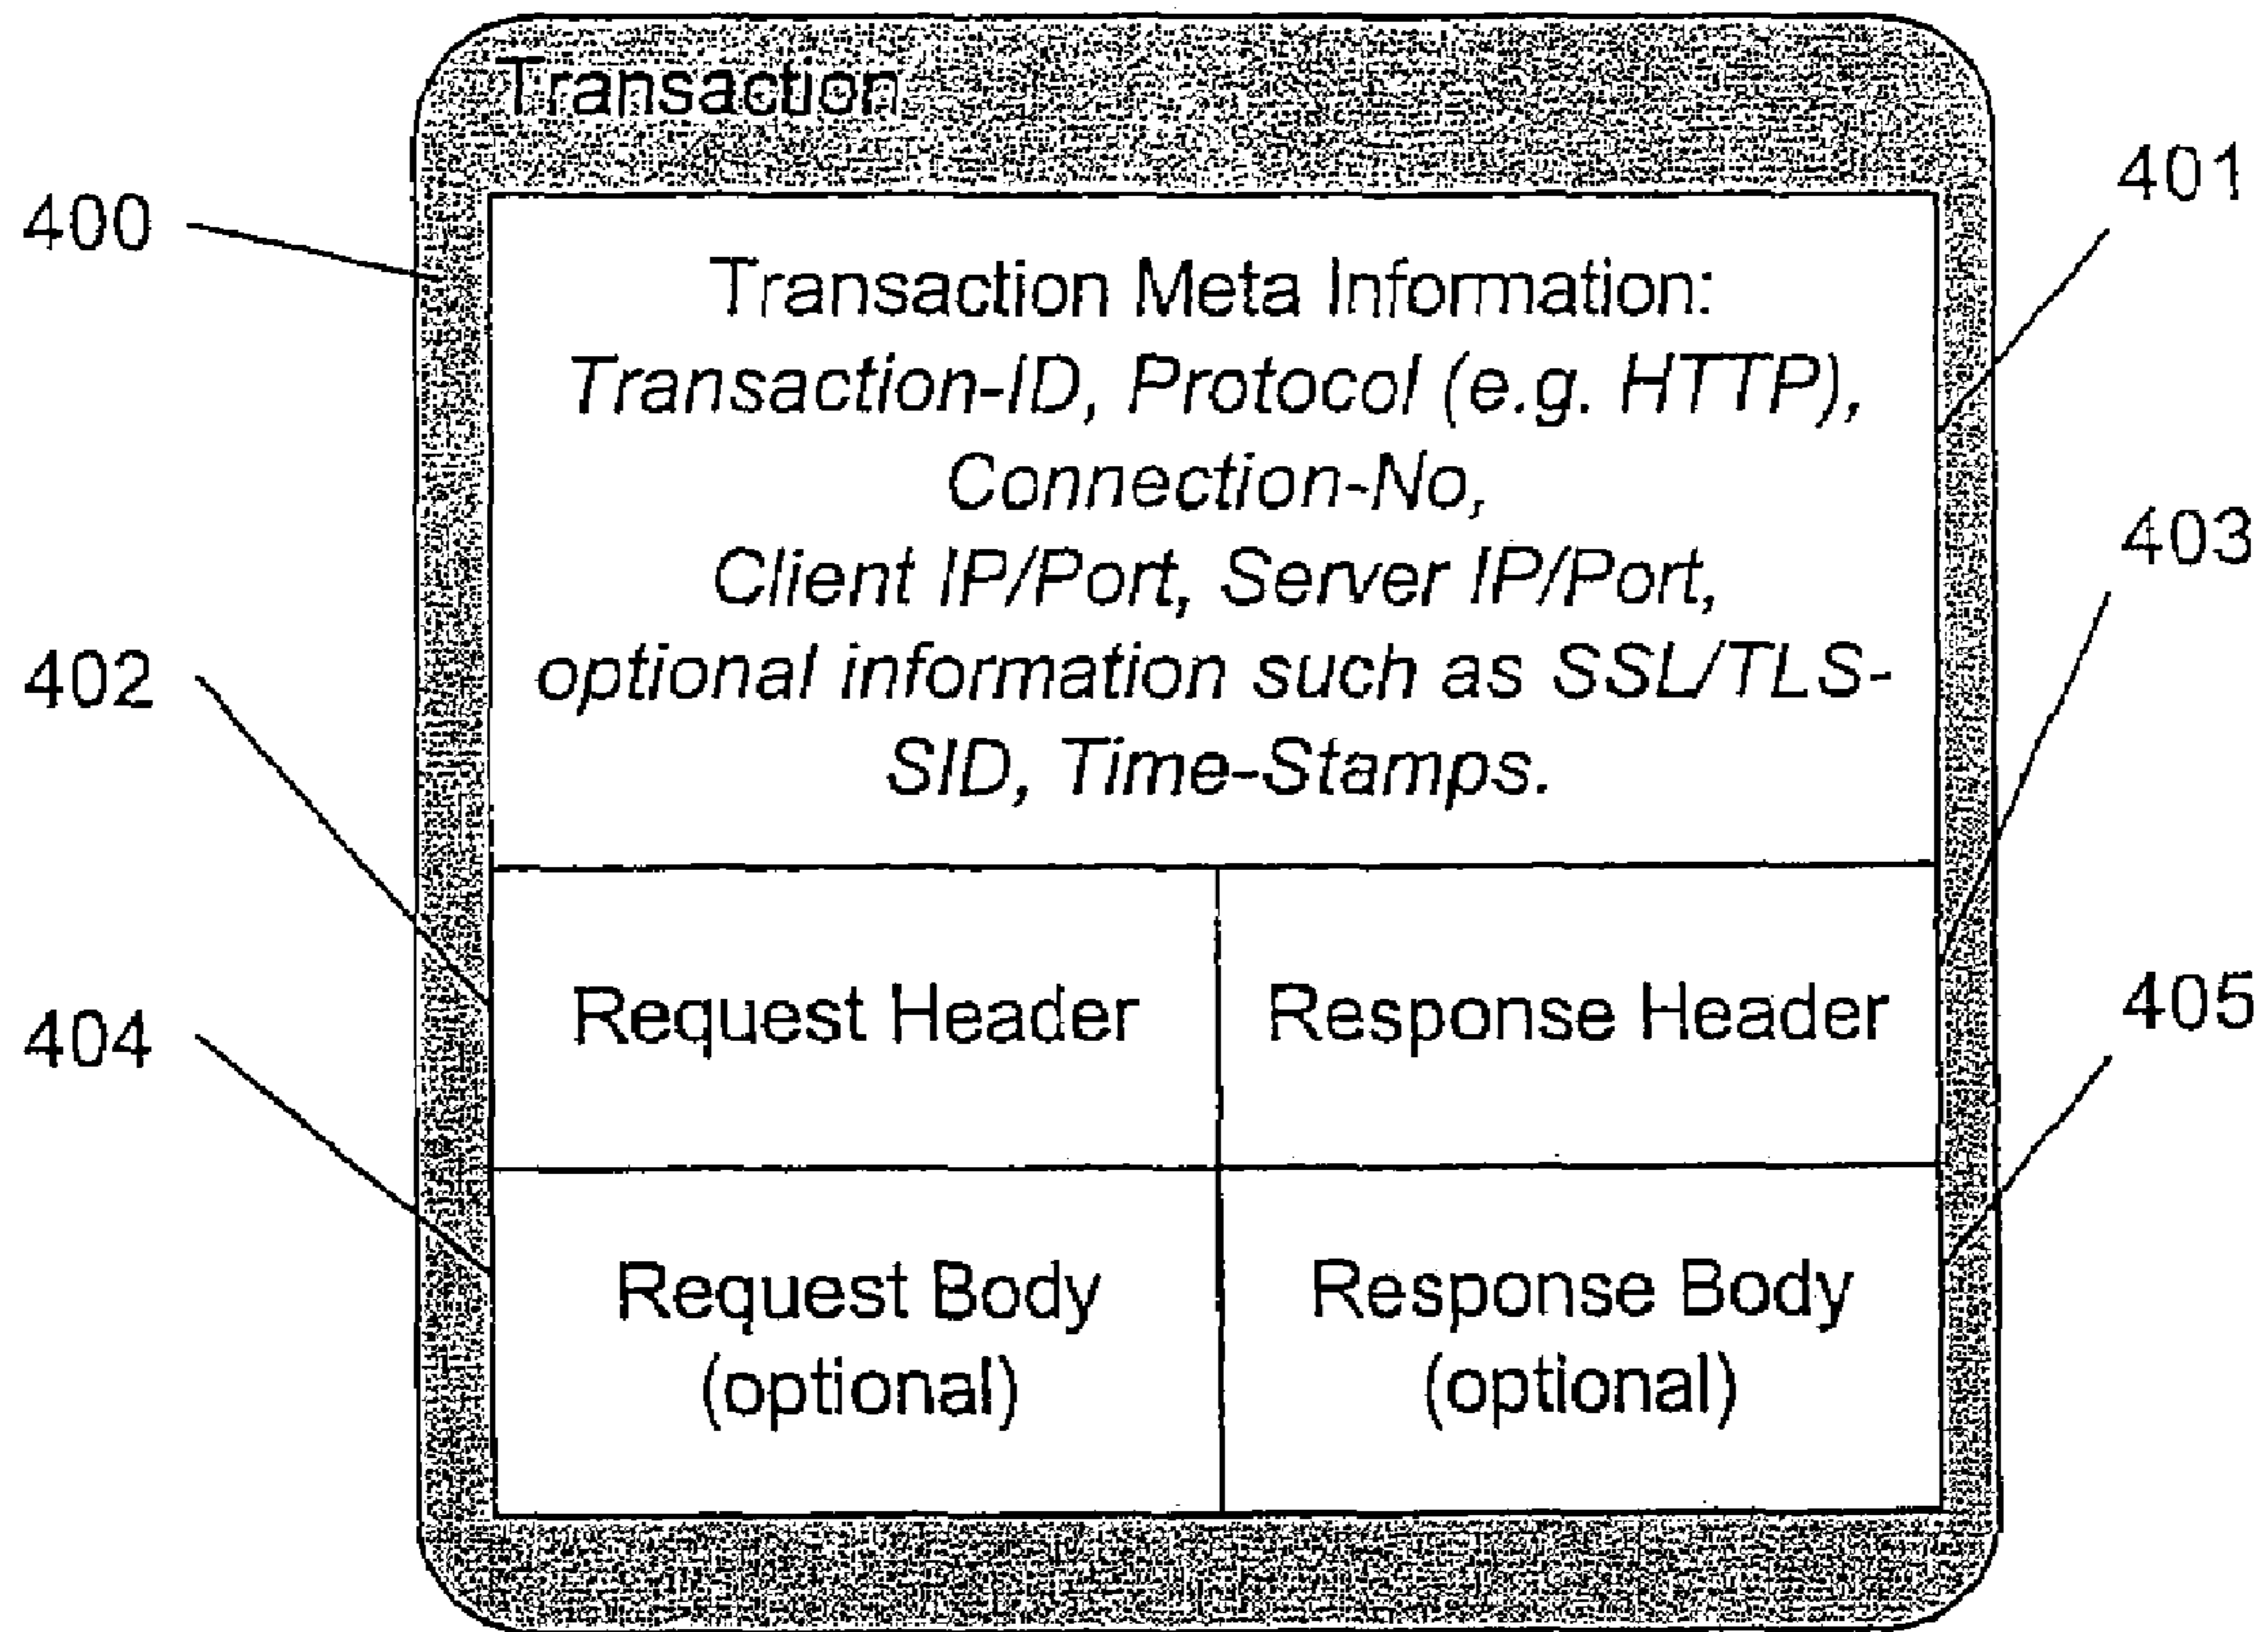 Transaction
400
401
Transaction Meta Information:
Transaction-ID, Protocol (e.g. HTTP),
Connection-No,
Client IP/Port, Server IP/Port,
optional information such as SSL/TLS-
SID, Time-Stamps.
402
403
Request Header
Response Header
404
405
Request Body
(optional)
Response Body
(optional)